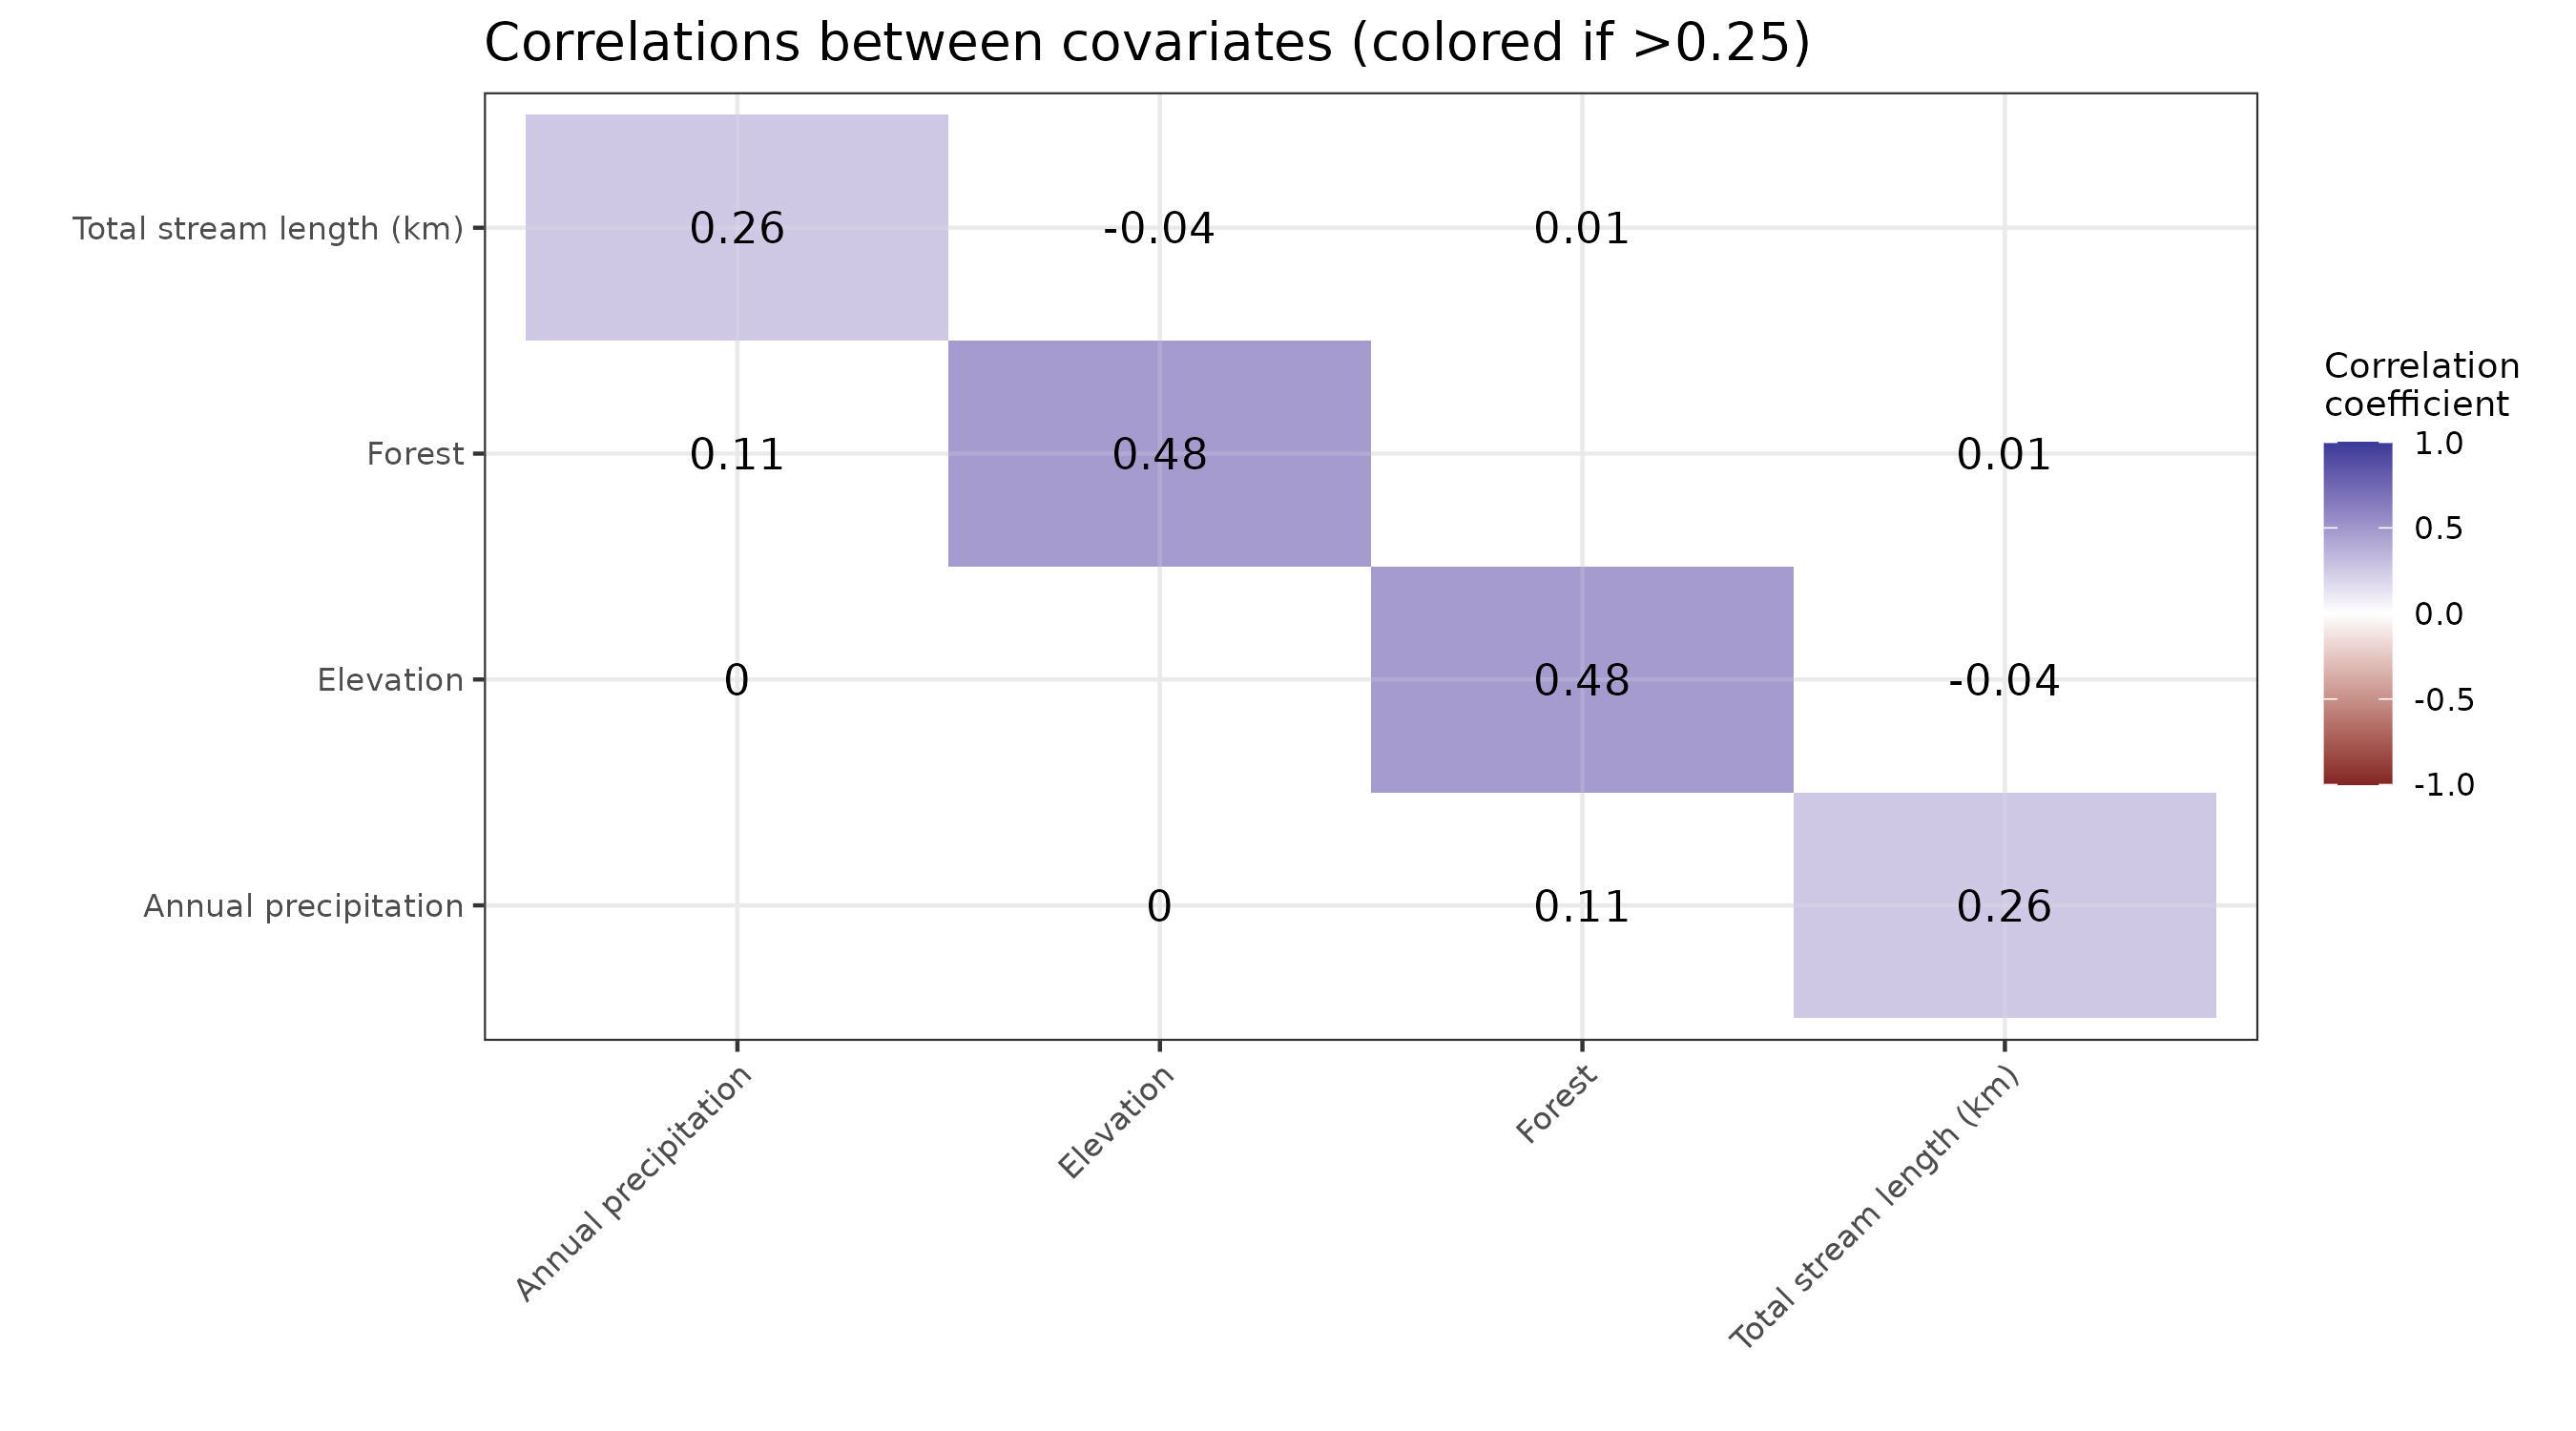 Correlations between covariates (colored if >0.25)
Total stream length (km)
0.26
-0.04
0.01
Forest
0.11
0.48
0.01
Elevation
0
0.48
-0.04
Annual precipitation
0
0.11
0.26
Annual precipitation
Elevation
Forest
Total stream length (km)
Correlation
coefficient
1.0
0.5
0.0
-0.5
-1.0